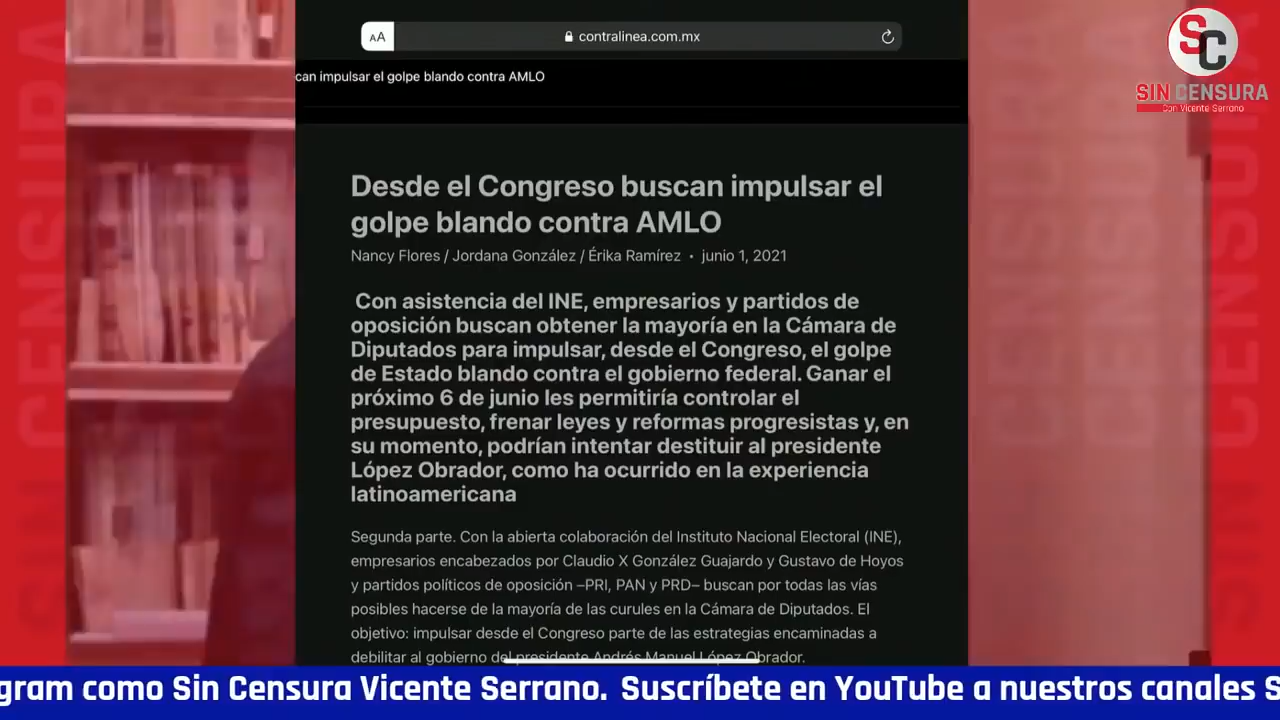 AA
contralinea.com.mx
can impulsar el golpe blando contra AMLO
SC
SIN CENSURA
Con Vicente Serrano
Desde el Congreso buscan impulsar el
golpe blando contra AMLO
Nancy Flores / Jordana González / Érika Ramírez • junio 1, 2021
Con asistencia del INE, empresarios y partidos de
oposición buscan obtener la mayoría en la Cámara de
Diputados para impulsar, desde el Congreso, el golpe
de Estado blando contra el gobierno federal. Ganar el
próximo 6 de junio les permitiría controlar el
presupuesto, frenar leyes y reformas progresistas y, en
su momento, podrían intentar destituir al presidente
López Obrador, como ha ocurrido en la experiencia
latinoamericana
Segunda parte. Con la abierta colaboración del Instituto Nacional Electoral (INE),
empresarios encabezados por Claudio X González Guajardo y Gustavo de Hoyos
y partidos políticos de oposición –PRI, PAN y PRD– buscan por todas las vías
posibles hacerse de la mayoría de las curules en la Cámara de Diputados. El
objetivo: impulsar desde el Congreso parte de las estrategias encaminadas a
debilitar al gobierno del presidente Andrés Manuel López Obrador.
gram como Sin Censura Vicente Serrano. Suscríbete en YouTube a nuestros canales S
SIN CENSURA
SIN CENSURA